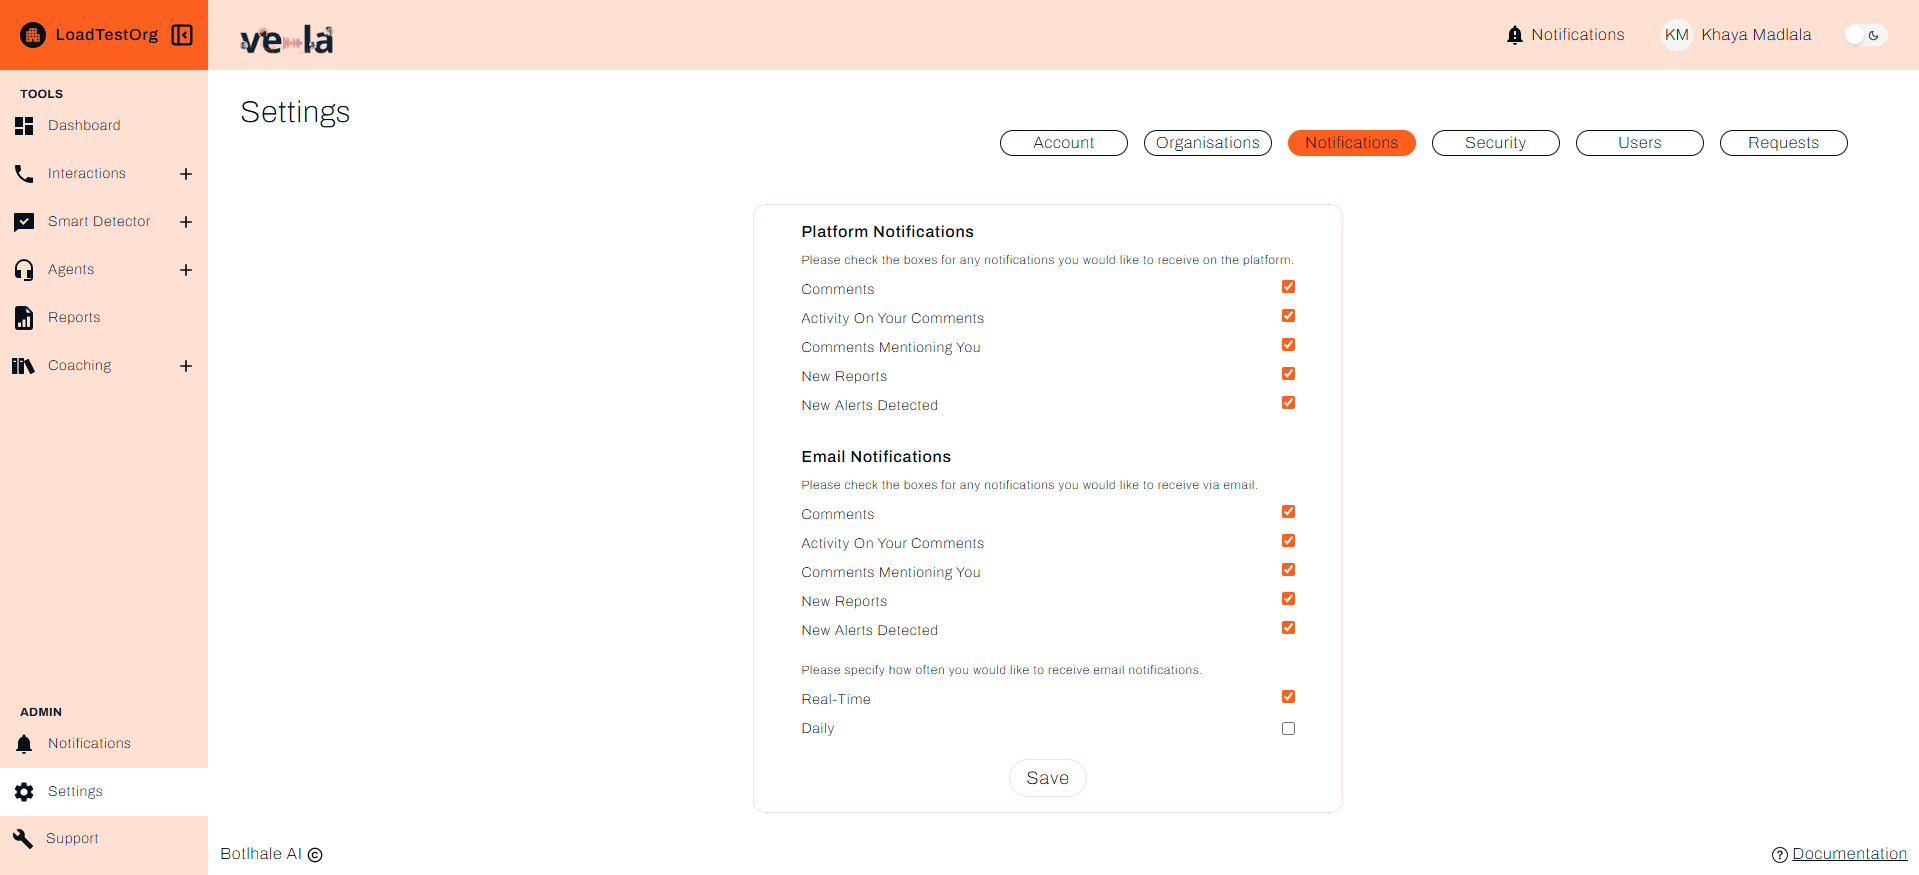 LoadTestOrg
vela
Notifications
KM Khaya Madlala
TOOLS
Dashboard
Interactions
Smart Detector
Agents
Reports
Coaching
ADMIN
Notifications
Settings
Support
Settings
Account
Organisations
Notifications
Security
Users
Requests
Platform Notifications
Please check the boxes for any notifications you would like to receive on the platform.
Comments
Activity On Your Comments
Comments Mentioning You
New Reports
New Alerts Detected
Email Notifications
Please check the boxes for any notifications you would like to receive via email.
Comments
Activity On Your Comments
Comments Mentioning You
New Reports
New Alerts Detected
Please specify how often you would like to receive email notifications.
Real-Time
Daily
Save
Botlhale AI ©
Documentation